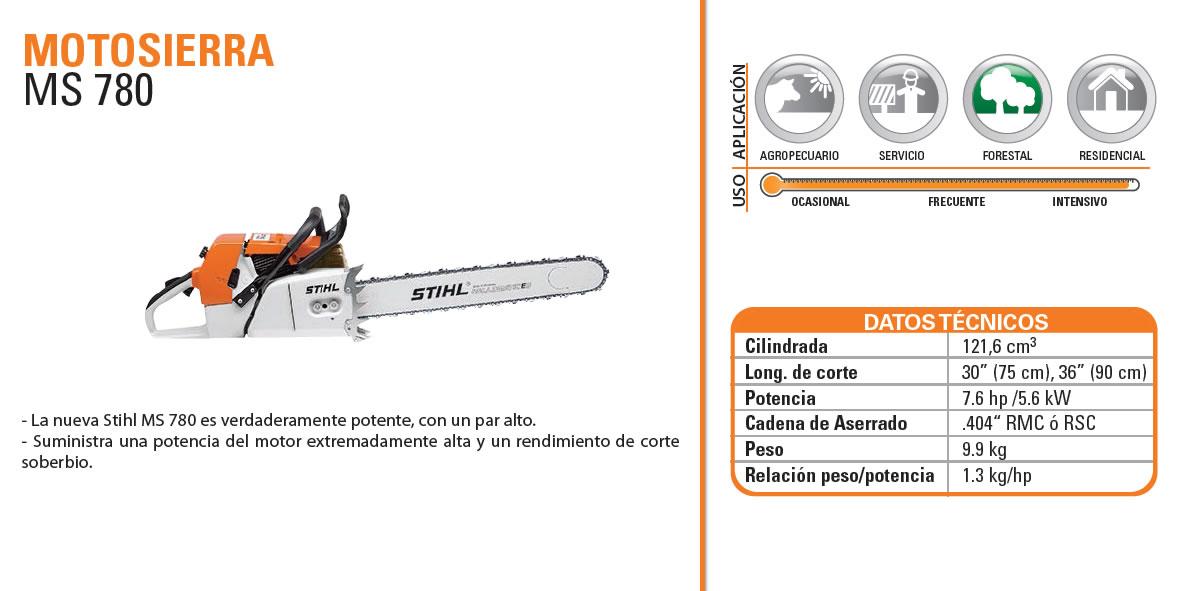 MOTOSIERRA
MS 780
STIHL
STIHL
- La nueva Stihl MS 780 es verdaderamente potente, con un par alto.
- Suministra una potencia del motor extremadamente alta y un rendimiento de corte
soberbio.
APLICACIÓN
AGROPECUARIO SERVICIO FORESTAL RESIDENCIAL
USO
OCASIONAL FRECUENTE INTENSIVO
DATOS TÉCNICOS
Cilindrada 121,6 cm³
Long. de corte 30” (75 cm), 36” (90 cm)
Potencia 7.6 hp /5.6 kW
Cadena de Aserrado .404“ RMC ó RSC
Peso 9.9 kg
Relación peso/potencia 1.3 kg/hp